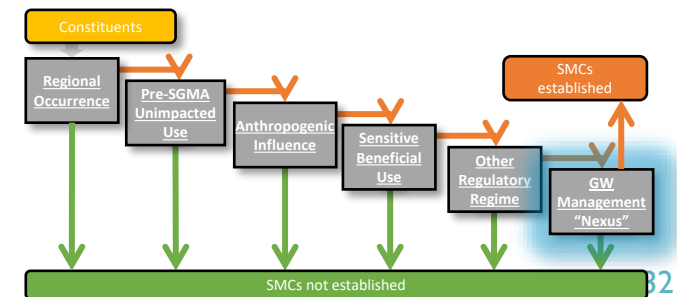 Constituents
Regional
Occurrence
Pre-SGMA
Unimpacted
Use
Anthropogenic
Influence
Sensitive
Beneficial
Use
Other
Regulatory
Regime
SMCs
established
GW
Management
“Nexus”
SMCs not established
32